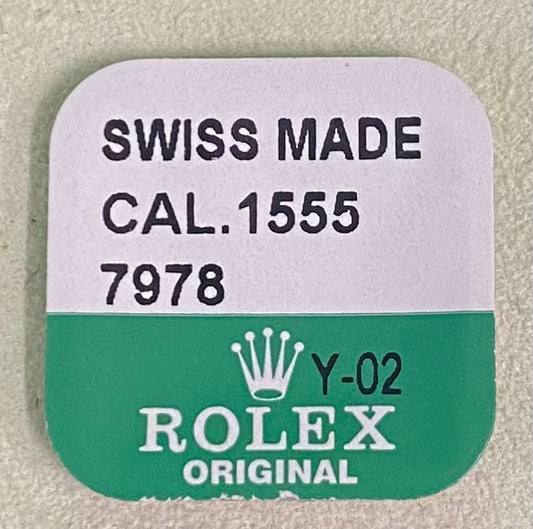 SWISS MADE
CAL.1555
7978
Y-02
ROLEX
ORIGINAL